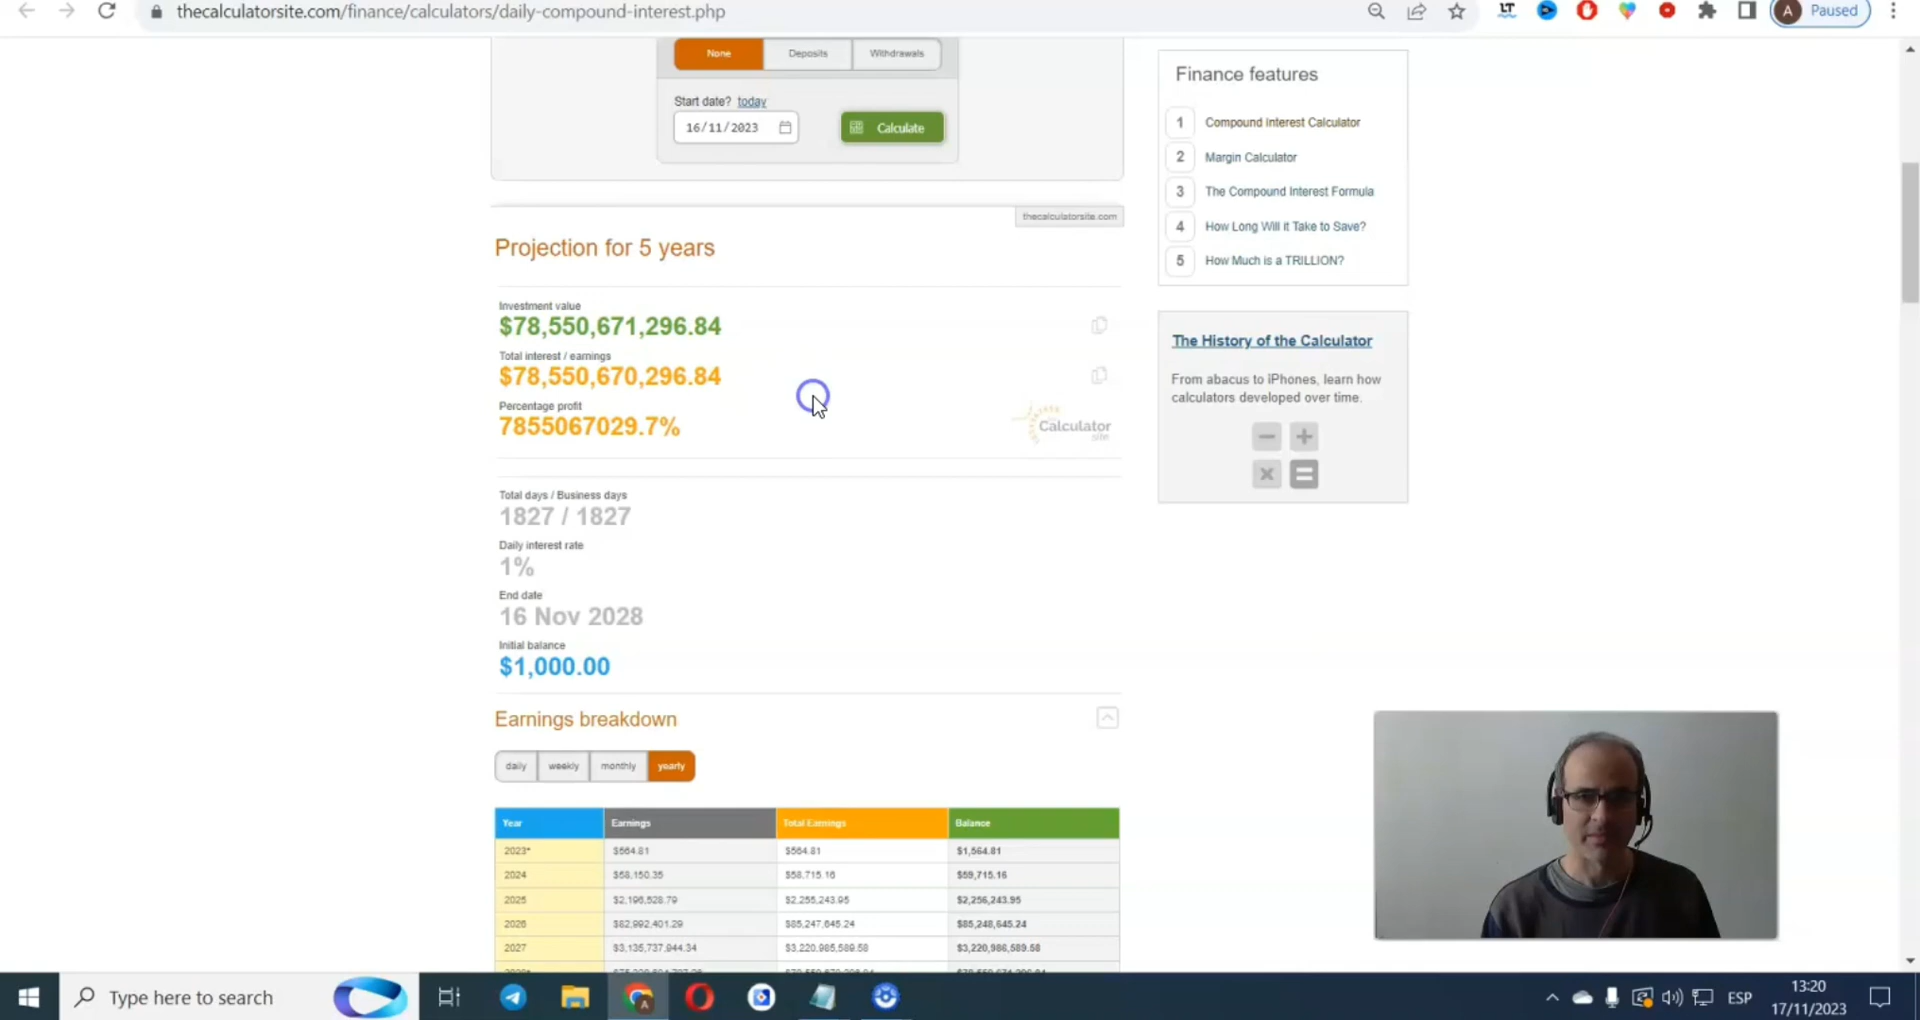 thecalculatorsite.com/finance/calculators/daily-compound-interest.php
LT
A Paused
None Deposits Withdrawals
Start date? today
16/11/2023 Calculate
thecalculatorsite.com
Projection for 5 years
Investment value
$78,550,671,296.84
Total interest / earnings
$78,550,670,296.84
Percentage profit
7855067029.7%
Calculator
site
Total days / Business days
1827 / 1827
Daily interest rate
1%
End date
16 Nov 2028
Initial balance
$1,000.00
Earnings breakdown
daily weekly monthly yearly
Year Earnings Total Earnings Balance
2023* $564.81 $564.81 $1,564.81
2024 $58,150.35 $58,715.16 $59,715.16
2025 $2,196,528.79 $2,255,243.95 $2,256,243.95
2026 $82,992,401.29 $85,247,645.24 $85,248,645.24
2027 $3,135,737,944.34 $3,220,985,589.58 $3,220,986,589.58
Finance features
1 Compound Interest Calculator
2 Margin Calculator
3 The Compound Interest Formula
4 How Long Will it Take to Save?
5 How Much is a TRILLION?
The History of the Calculator
From abacus to iPhones, learn how
calculators developed over time.
Type here to search
A
ESP
13:20
17/11/2023